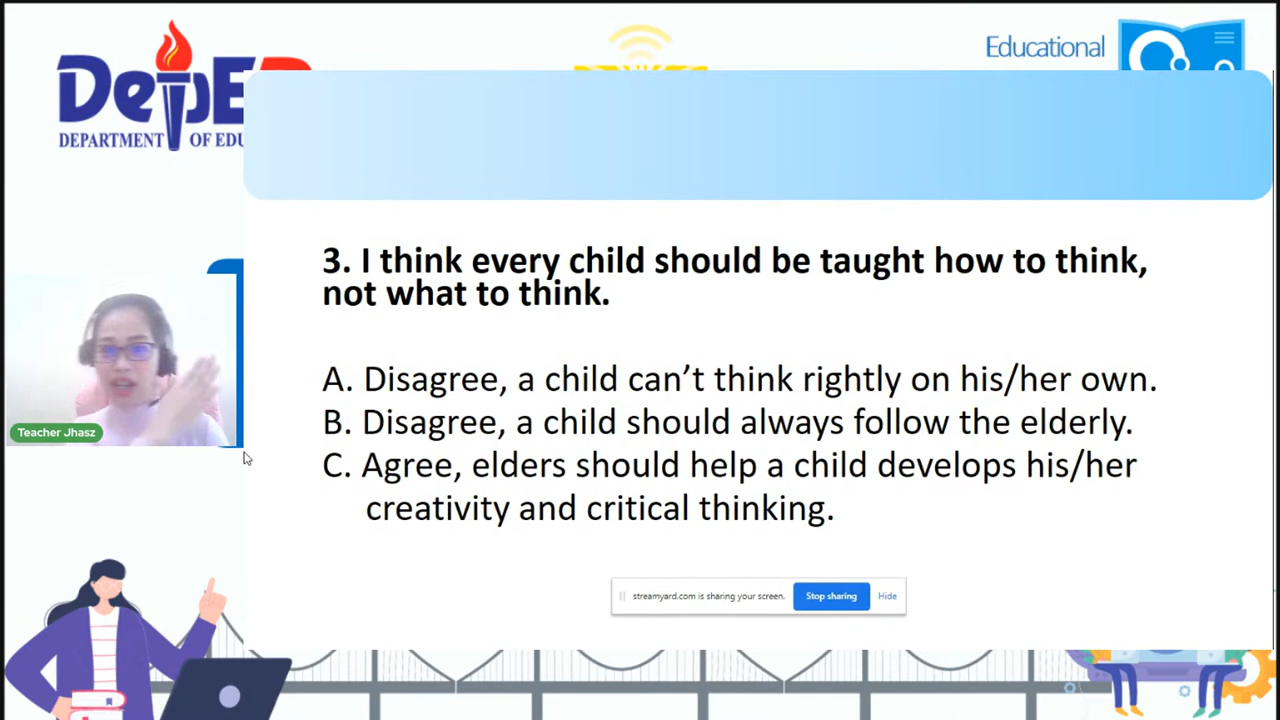 DepE
DEPARTMENT OF EDU
Educational
3. I think every child should be taught how to think,
not what to think.
A. Disagree, a child can't think rightly on his/her own.
B. Disagree, a child should always follow the elderly.
C. Agree, elders should help a child develops his/her
creativity and critical thinking.
Teacher Jhasz
streamyard.com is sharing your screen.
Stop sharing
Hide